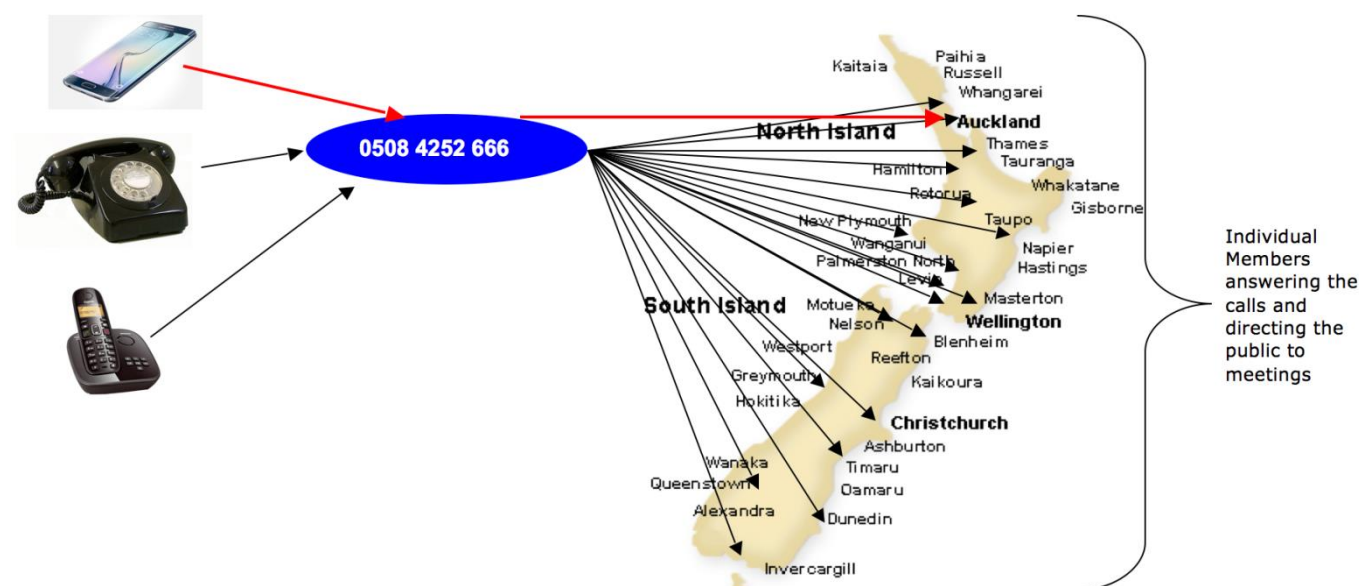 0508 4252 666
North Island
South Island
Kaitaia
Paihia
Russell
Whangarei
Auckland
Thames
Tauranga
Hamilton
Whakatane
Rotorua
Gisborne
Taupo
New Plymouth
Napier
Wanganui
Hastings
Palmerston North
Levin
Masterton
Wellington
Motueka
Nelson
Blenheim
Westport
Reefton
Greymouth
Kaikoura
Hokitika
Christchurch
Ashburton
Wanaka
Timaru
Queenstown
Oamaru
Alexandra
Dunedin
Invercargill
Individual
Members
answering the
calls and
directing the
public to
meetings